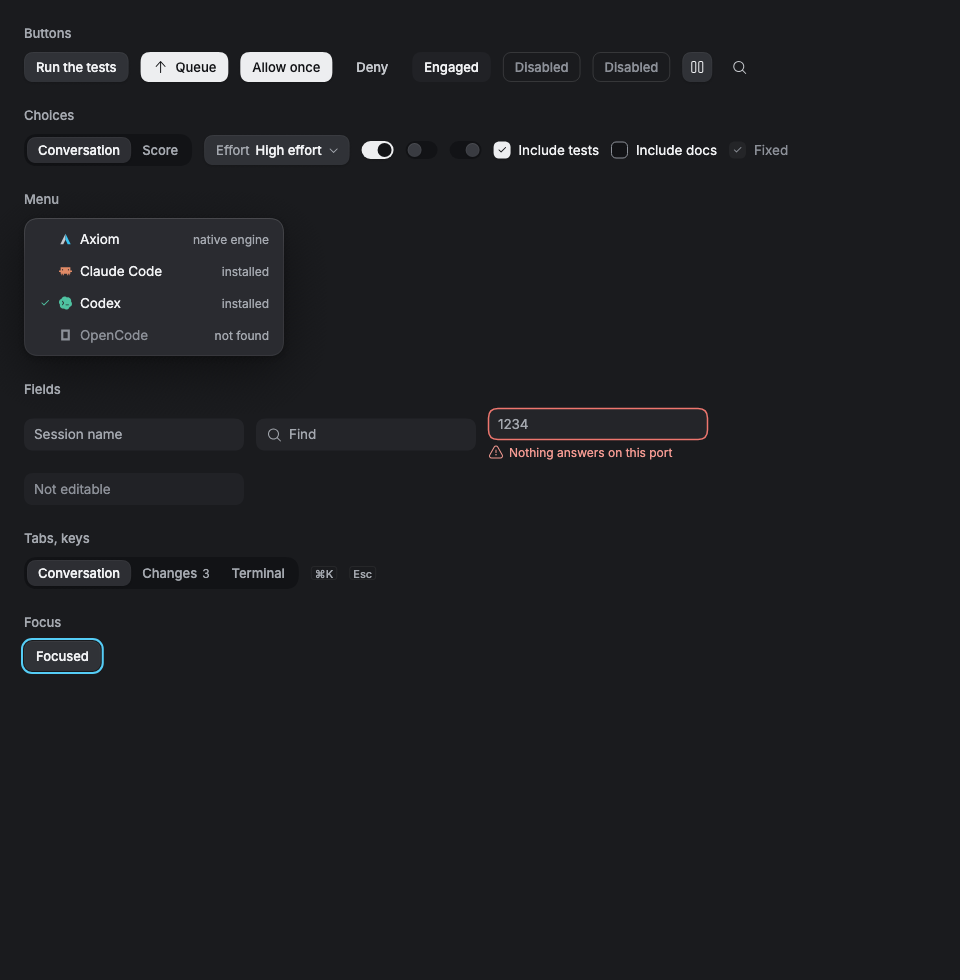 Buttons
Run the tests Queue Allow once Deny Engaged Disabled Disabled
Choices
Conversation Score Effort High effort Include tests Include docs Fixed
Menu
Axiom native engine
Claude Code installed
Codex installed
OpenCode not found
Fields
Session name Find 1234
Nothing answers on this port
Not editable
Tabs, keys
Conversation Changes 3 Terminal ⌘K Esc
Focus
Focused